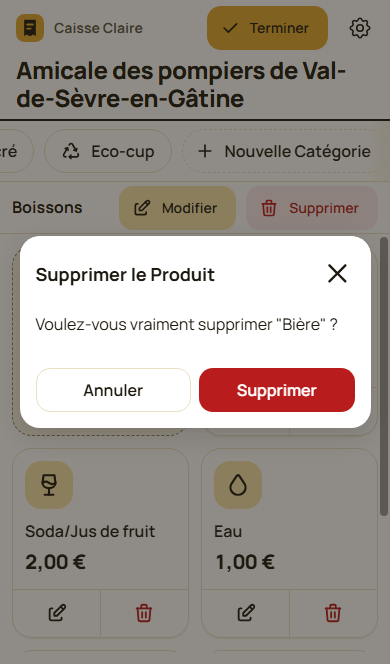 Caisse Claire
Terminer
Amicale des pompiers de Val-
de-Sèvre-en-Gâtine
cré
Eco-cup
Nouvelle Catégorie
Boissons
Modifier
Supprimer
Supprimer le Produit
Voulez-vous vraiment supprimer "Bière" ?
Annuler
Supprimer
Soda/Jus de fruit
2,00 €
Eau
1,00 €